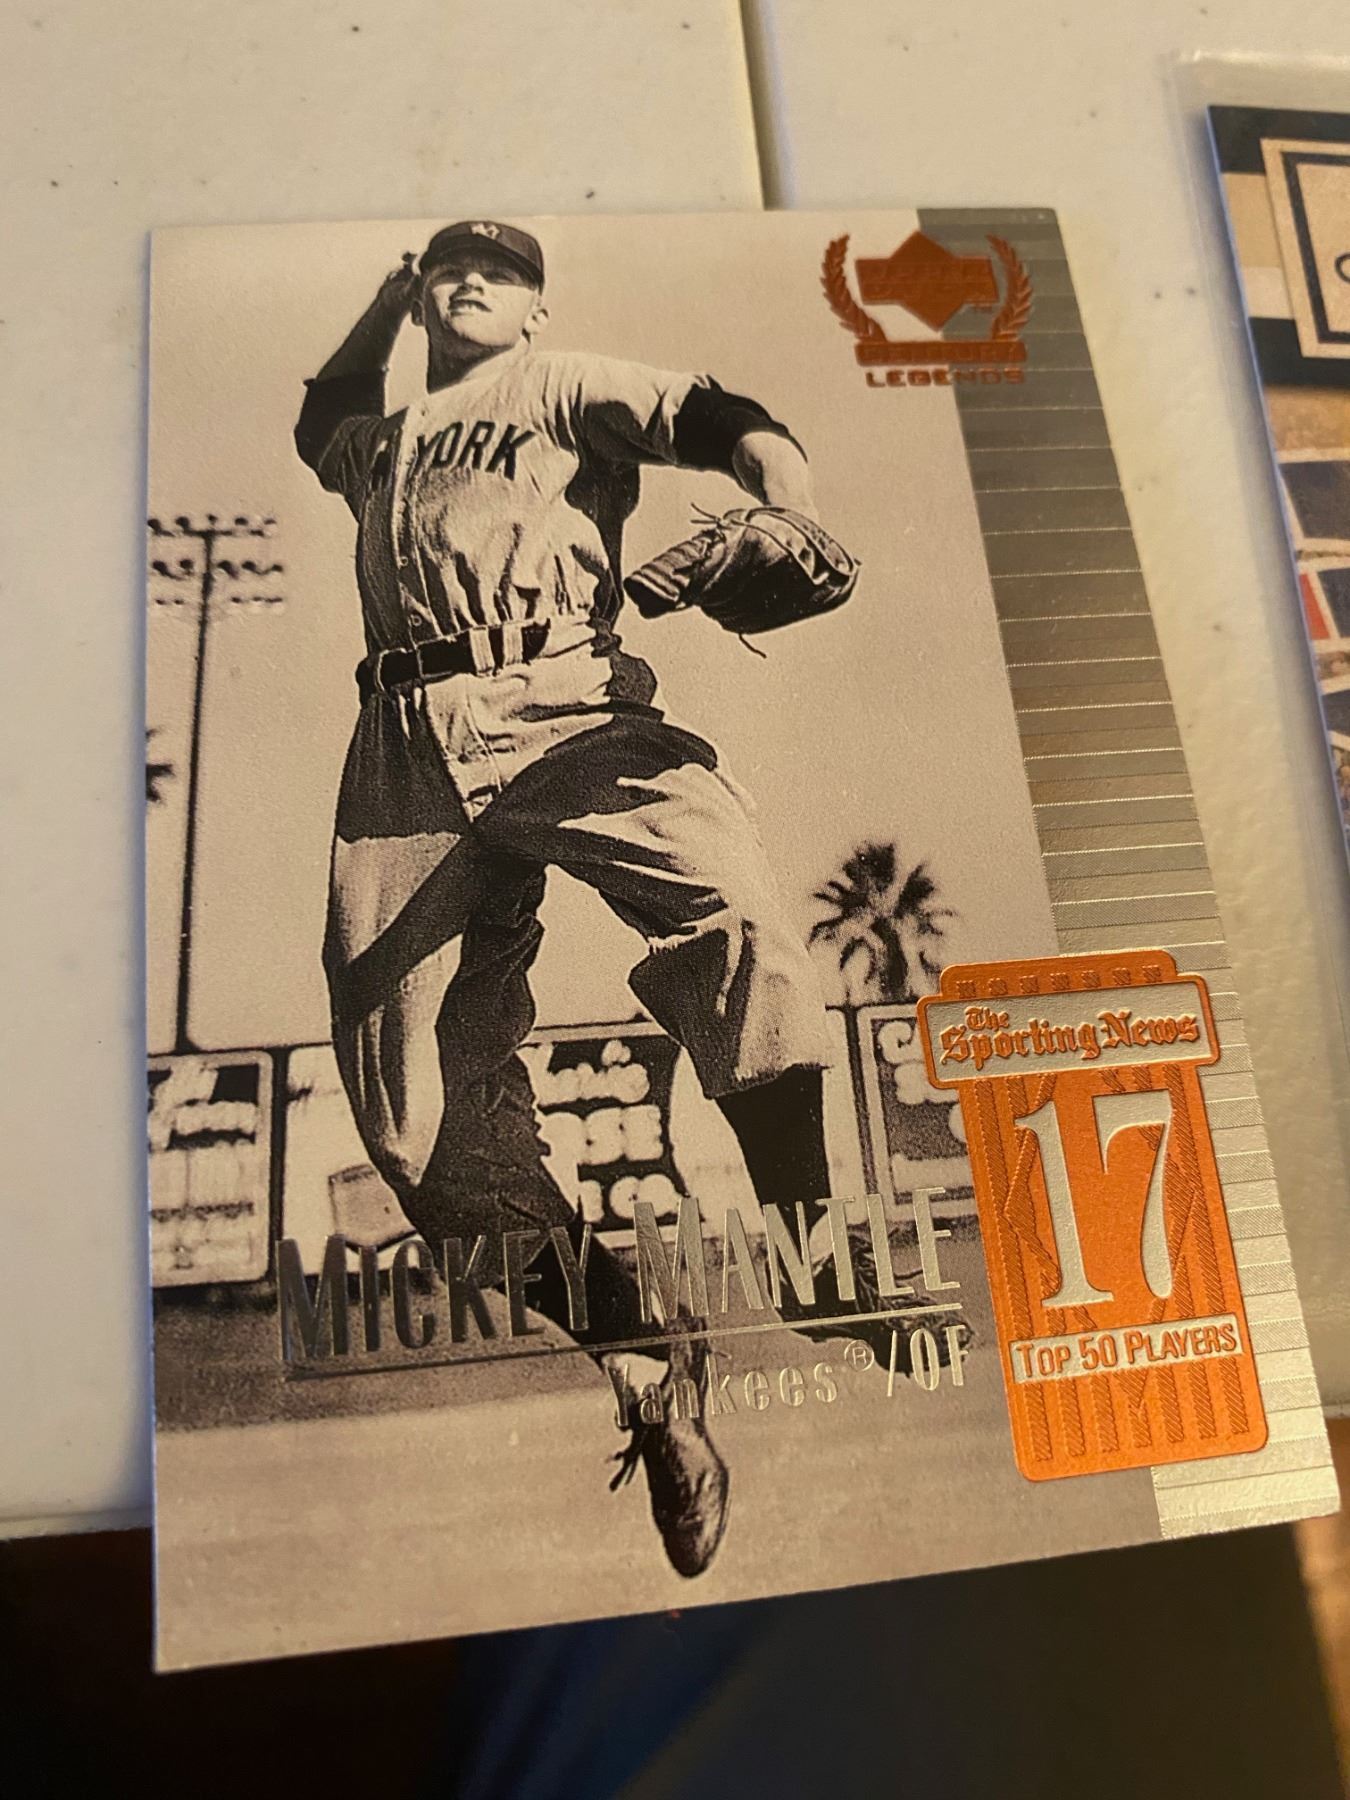 UPPER DECK
CENTURY
LEGENDS
YORK
The
Sporting News
17
TOP 50 PLAYERS
MICKEY MANTLE
Yankees® /OF